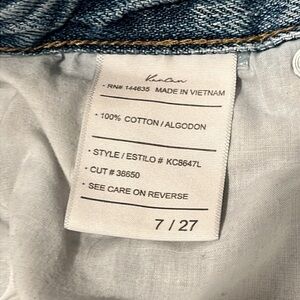 KanCan
· RN# 144635 MADE IN VIETNAM
· 100% COTTON / ALGODON
· STYLE / ESTILO # KC8647L
· CUT # 36650
· SEE CARE ON REVERSE
7 / 27